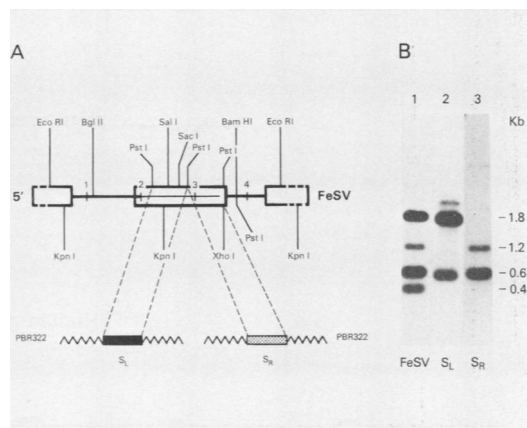 A
B
1 2 3
Kb
Eco RI Bgl II Sal I Bam HI Eco RI
Sac I
Pst I Pst I Pst I
1 2 3 4
5' FeSV
Pst I
Kpn I Kpn I Xho I Kpn I
PBR322 PBR322
SL SR
1.8
1.2
0.6
0.4
FeSV SL SR